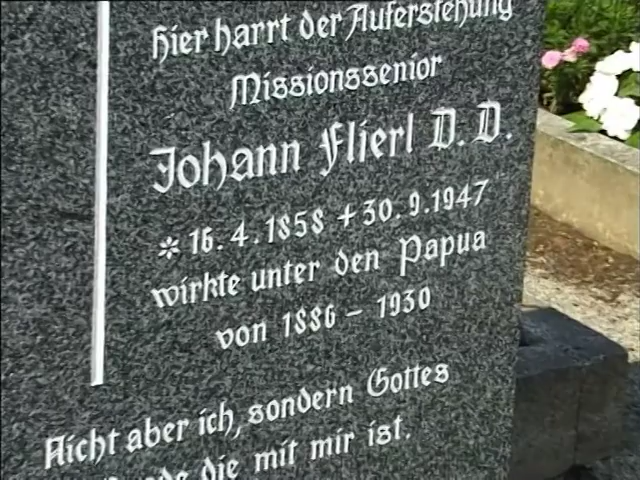 Hier harrt der Auferstehung
Missionssenior
Johann Flierl D. D.
* 16. 4. 1858 + 30. 9. 1947
wirkte unter den Papua
von 1886 - 1930
Nicht aber ich, sondern Gottes
die mit mir ist.